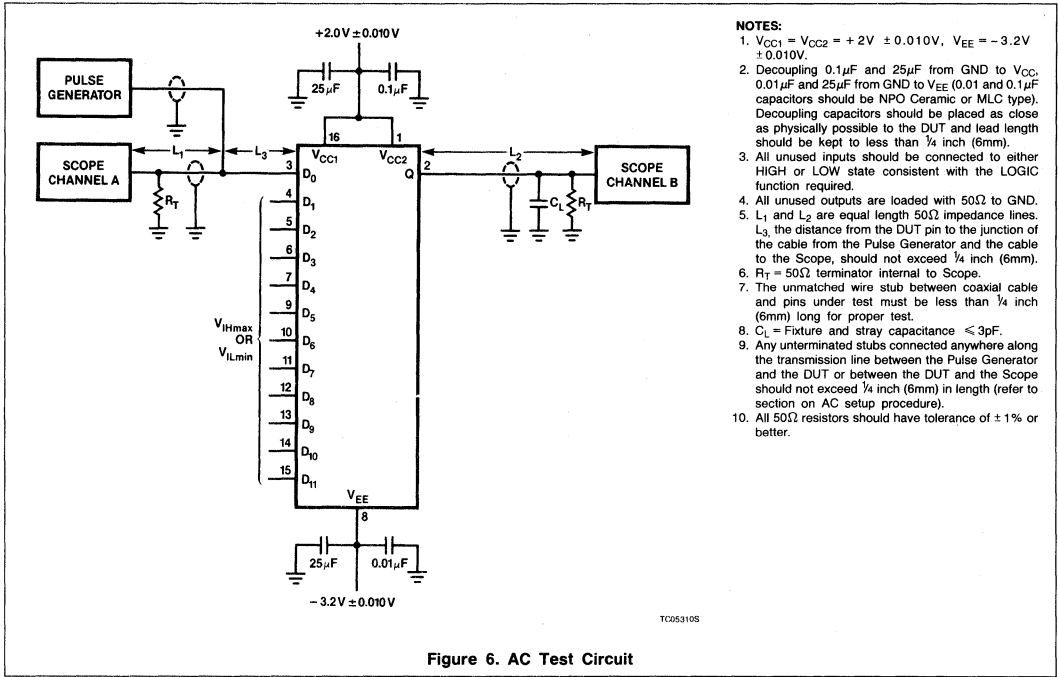 +2.0V ± 0.010V
25μF
0.1μF
PULSE
GENERATOR
SCOPE
CHANNEL A
L1
L3
RT
16
1
VCC1
VCC2
3
D0
4
D1
5
D2
6
D3
7
D4
9
D5
10
D6
11
D7
12
D8
13
D9
14
D10
15
D11
VIHmax
OR
VILmin
2
Q
L2
CL
RT
SCOPE
CHANNEL B
VEE
8
25μF
0.01μF
– 3.2V ± 0.010V
NOTES:
1. VCC1 = VCC2 = + 2V ± 0.010V, VEE = – 3.2V
± 0.010V.
2. Decoupling 0.1μF and 25μF from GND to VCC,
0.01μF and 25μF from GND to VEE (0.01 and 0.1μF
capacitors should be NPO Ceramic or MLC type).
Decoupling capacitors should be placed as close
as physically possible to the DUT and lead length
should be kept to less than ¼ inch (6mm).
3. All unused inputs should be connected to either
HIGH or LOW state consistent with the LOGIC
function required.
4. All unused outputs are loaded with 50Ω to GND.
5. L1 and L2 are equal length 50Ω impedance lines.
L3, the distance from the DUT pin to the junction of
the cable from the Pulse Generator and the cable
to the Scope, should not exceed ¼ inch (6mm).
6. RT = 50Ω terminator internal to Scope.
7. The unmatched wire stub between coaxial cable
and pins under test must be less than ¼ inch
(6mm) long for proper test.
8. CL = Fixture and stray capacitance ⩽ 3pF.
9. Any unterminated stubs connected anywhere along
the transmission line between the Pulse Generator
and the DUT or between the DUT and the Scope
should not exceed ¼ inch (6mm) in length (refer to
section on AC setup procedure).
10. All 50Ω resistors should have tolerance of ± 1% or
better.
TC05310S
Figure 6. AC Test Circuit